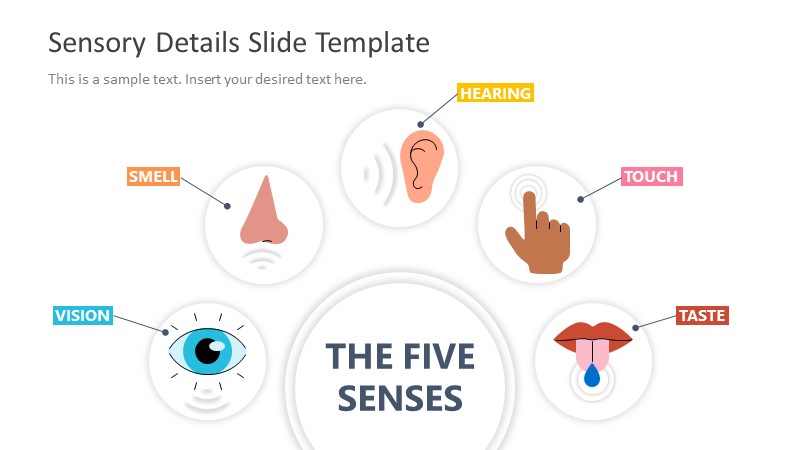 Sensory Details Slide Template
This is a sample text. Insert your desired text here.
HEARING
SMELL
TOUCH
VISION
TASTE
THE FIVE
SENSES